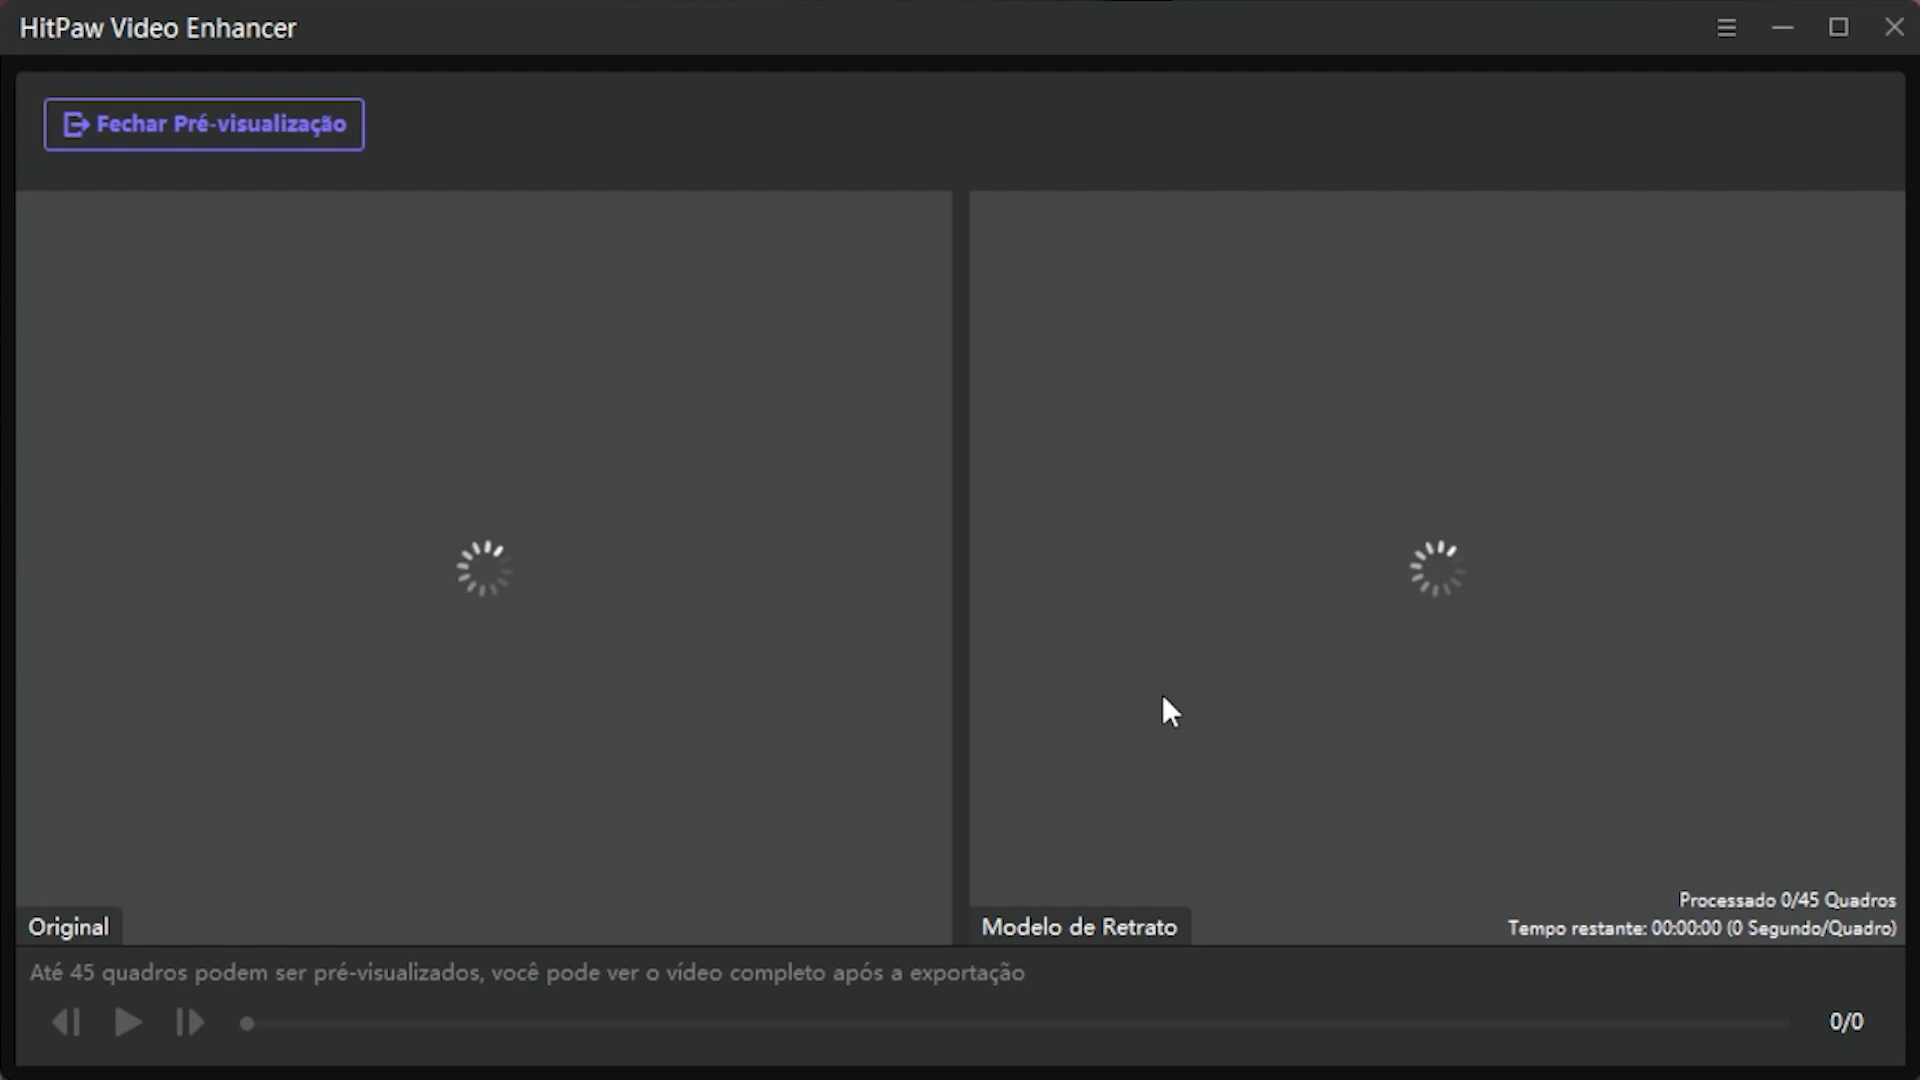 HitPaw Video Enhancer
Fechar Pré-visualização
Original
Modelo de Retrato
Processado 0/45 Quadros
Tempo restante: 00:00:00 (0 Segundo/Quadro)
Até 45 quadros podem ser pré-visualizados, você pode ver o vídeo completo após a exportação
0/0